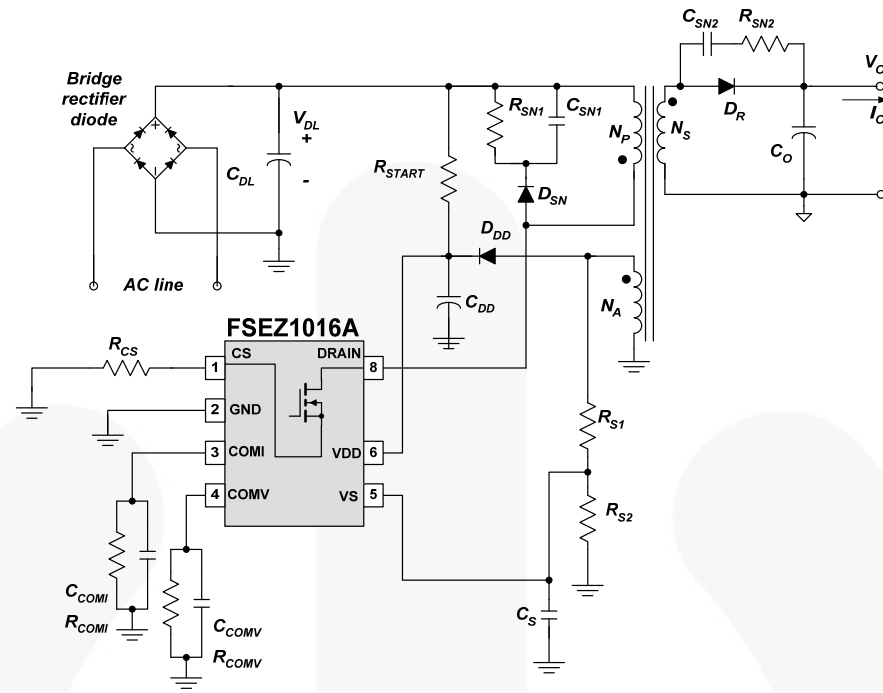 Bridge
rectifier
diode
AC line
V_DL
+
-
C_DL
R_START
R_SN1
C_SN1
D_SN
N_P
N_S
C_SN2
R_SN2
D_R
V_O
I_O
C_O
D_DD
C_DD
N_A
FSEZ1016A
R_CS
1
CS
DRAIN
8
2
GND
3
COMI
VDD
6
4
COMV
VS
5
R_S1
R_S2
C_S
C_COMI
R_COMI
C_COMV
R_COMV